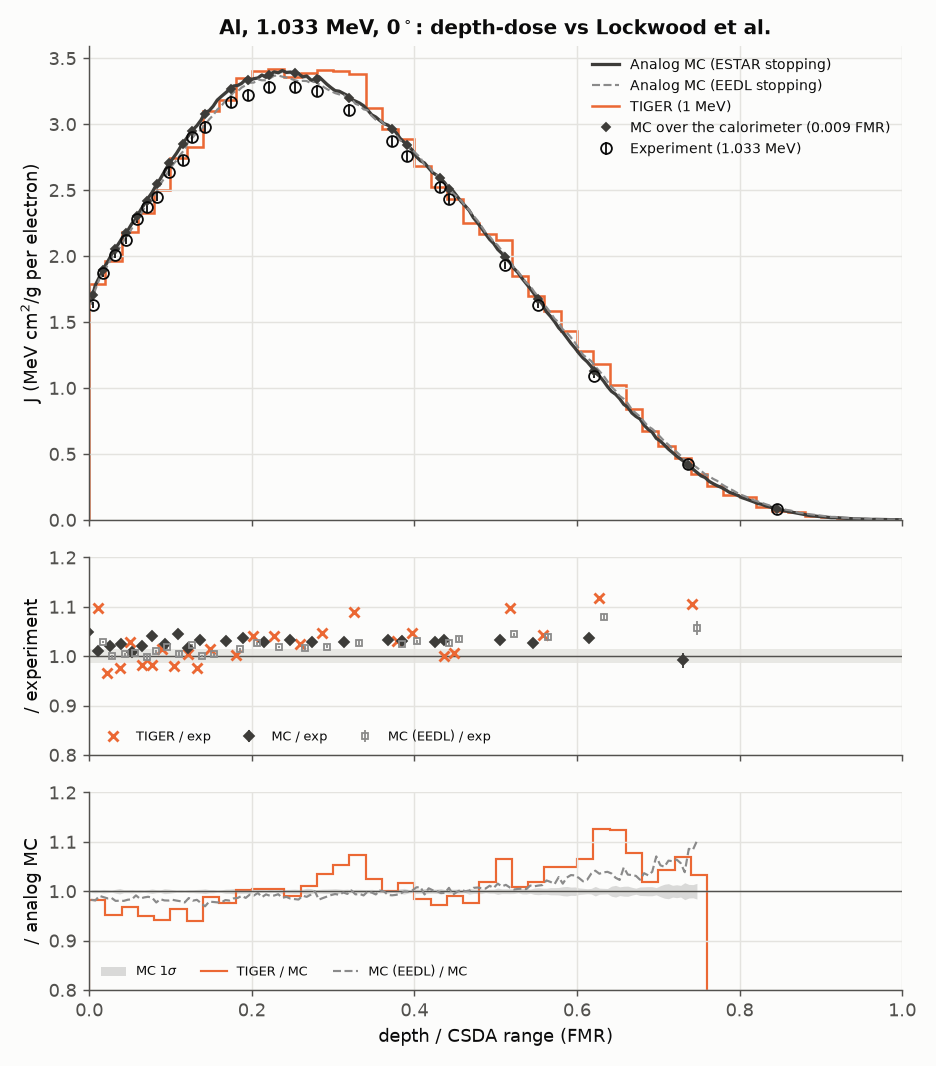 Al, 1.033 MeV, 0°: depth-dose vs Lockwood et al.
J (MeV cm²/g per electron)
3.5
3.0
2.5
2.0
1.5
1.0
0.5
0.0
Analog MC (ESTAR stopping)
Analog MC (EEDL stopping)
TIGER (1 MeV)
MC over the calorimeter (0.009 FMR)
Experiment (1.033 MeV)
/ experiment
1.2
1.1
1.0
0.9
0.8
TIGER / exp MC / exp MC (EEDL) / exp
/ analog MC
1.2
1.1
1.0
0.9
0.8
MC 1σ TIGER / MC MC (EEDL) / MC
0.0 0.2 0.4 0.6 0.8 1.0
depth / CSDA range (FMR)